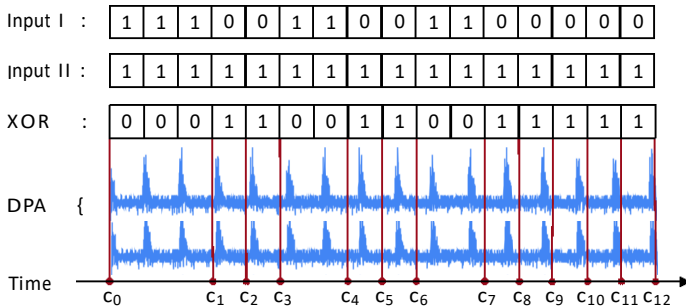 Input I : 1 1 1 0 0 1 1 0 0 1 1 0 0 0 0 0
Input II : 1 1 1 1 1 1 1 1 1 1 1 1 1 1 1 1
XOR : 0 0 0 1 1 0 0 1 1 0 0 1 1 1 1 1
DPA {
Time c0 c1 c2 c3 c4 c5 c6 c7 c8 c9 c10 c11 c12